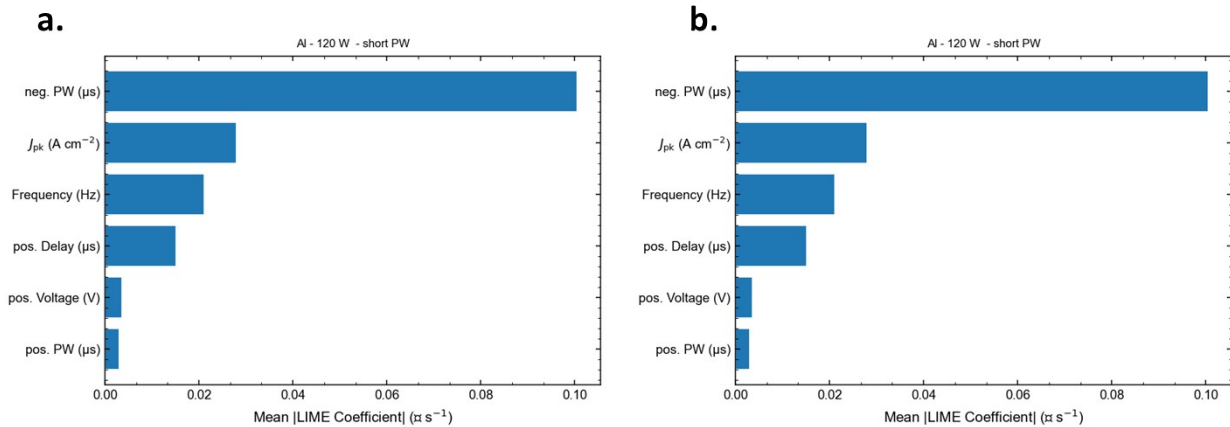 a.
Al - 120 W - short PW
neg. PW (µs)
Jpk (A cm⁻²)
Frequency (Hz)
pos. Delay (µs)
pos. Voltage (V)
pos. PW (µs)
0.00 0.02 0.04 0.06 0.08 0.10
Mean |LIME Coefficient| (¤ s⁻¹)
b.
Al - 120 W - short PW
neg. PW (µs)
Jpk (A cm⁻²)
Frequency (Hz)
pos. Delay (µs)
pos. Voltage (V)
pos. PW (µs)
0.00 0.02 0.04 0.06 0.08 0.10
Mean |LIME Coefficient| (¤ s⁻¹)